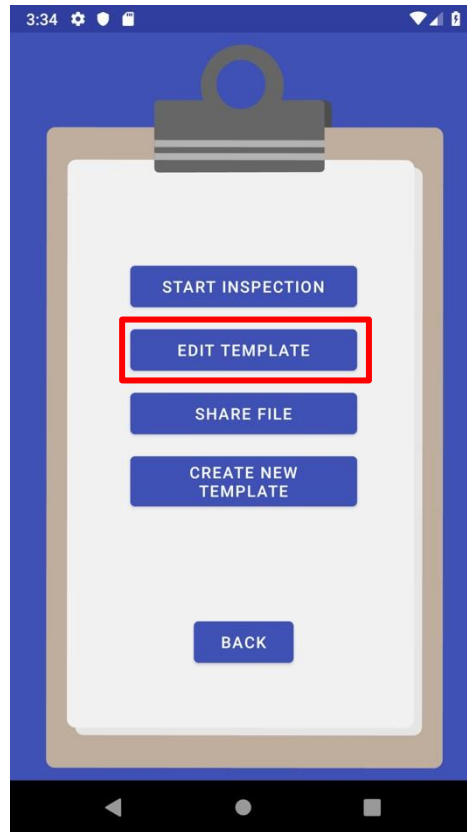 3:34
START INSPECTION
EDIT TEMPLATE
SHARE FILE
CREATE NEW
TEMPLATE
BACK